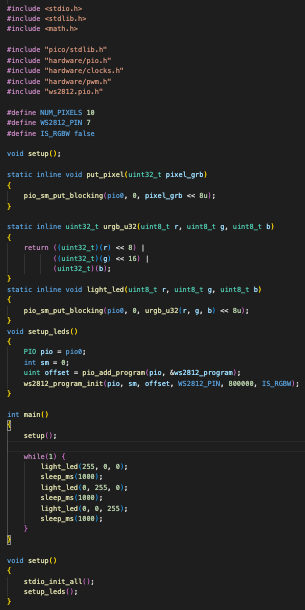 #include <stdio.h>
#include <stdlib.h>
#include <math.h>

#include "pico/stdlib.h"
#include "hardware/pio.h"
#include "hardware/clocks.h"
#include "hardware/pwm.h"
#include "ws2812.pio.h"

#define NUM_PIXELS 10
#define WS2812_PIN 7
#define IS_RGBW false

void setup();

static inline void put_pixel(uint32_t pixel_grb)
{
    pio_sm_put_blocking(pio0, 0, pixel_grb << 8u);
}

static inline uint32_t urgb_u32(uint8_t r, uint8_t g, uint8_t b)
{
    return ((uint32_t)(r) << 8) |
           ((uint32_t)(g) << 16) |
           (uint32_t)(b);
}
static inline void light_led(uint8_t r, uint8_t g, uint8_t b)
{
    pio_sm_put_blocking(pio0, 0, urgb_u32(r, g, b) << 8u);
}
void setup_leds()
{
    PIO pio = pio0;
    int sm = 0;
    uint offset = pio_add_program(pio, &ws2812_program);
    ws2812_program_init(pio, sm, offset, WS2812_PIN, 800000, IS_RGBW);
}

int main()
{
    setup();

    while(1) {
        light_led(255, 0, 0);
        sleep_ms(1000);
        light_led(0, 255, 0);
        sleep_ms(1000);
        light_led(0, 0, 255);
        sleep_ms(1000);
    }
}

void setup()
{
    stdio_init_all();
    setup_leds();
}